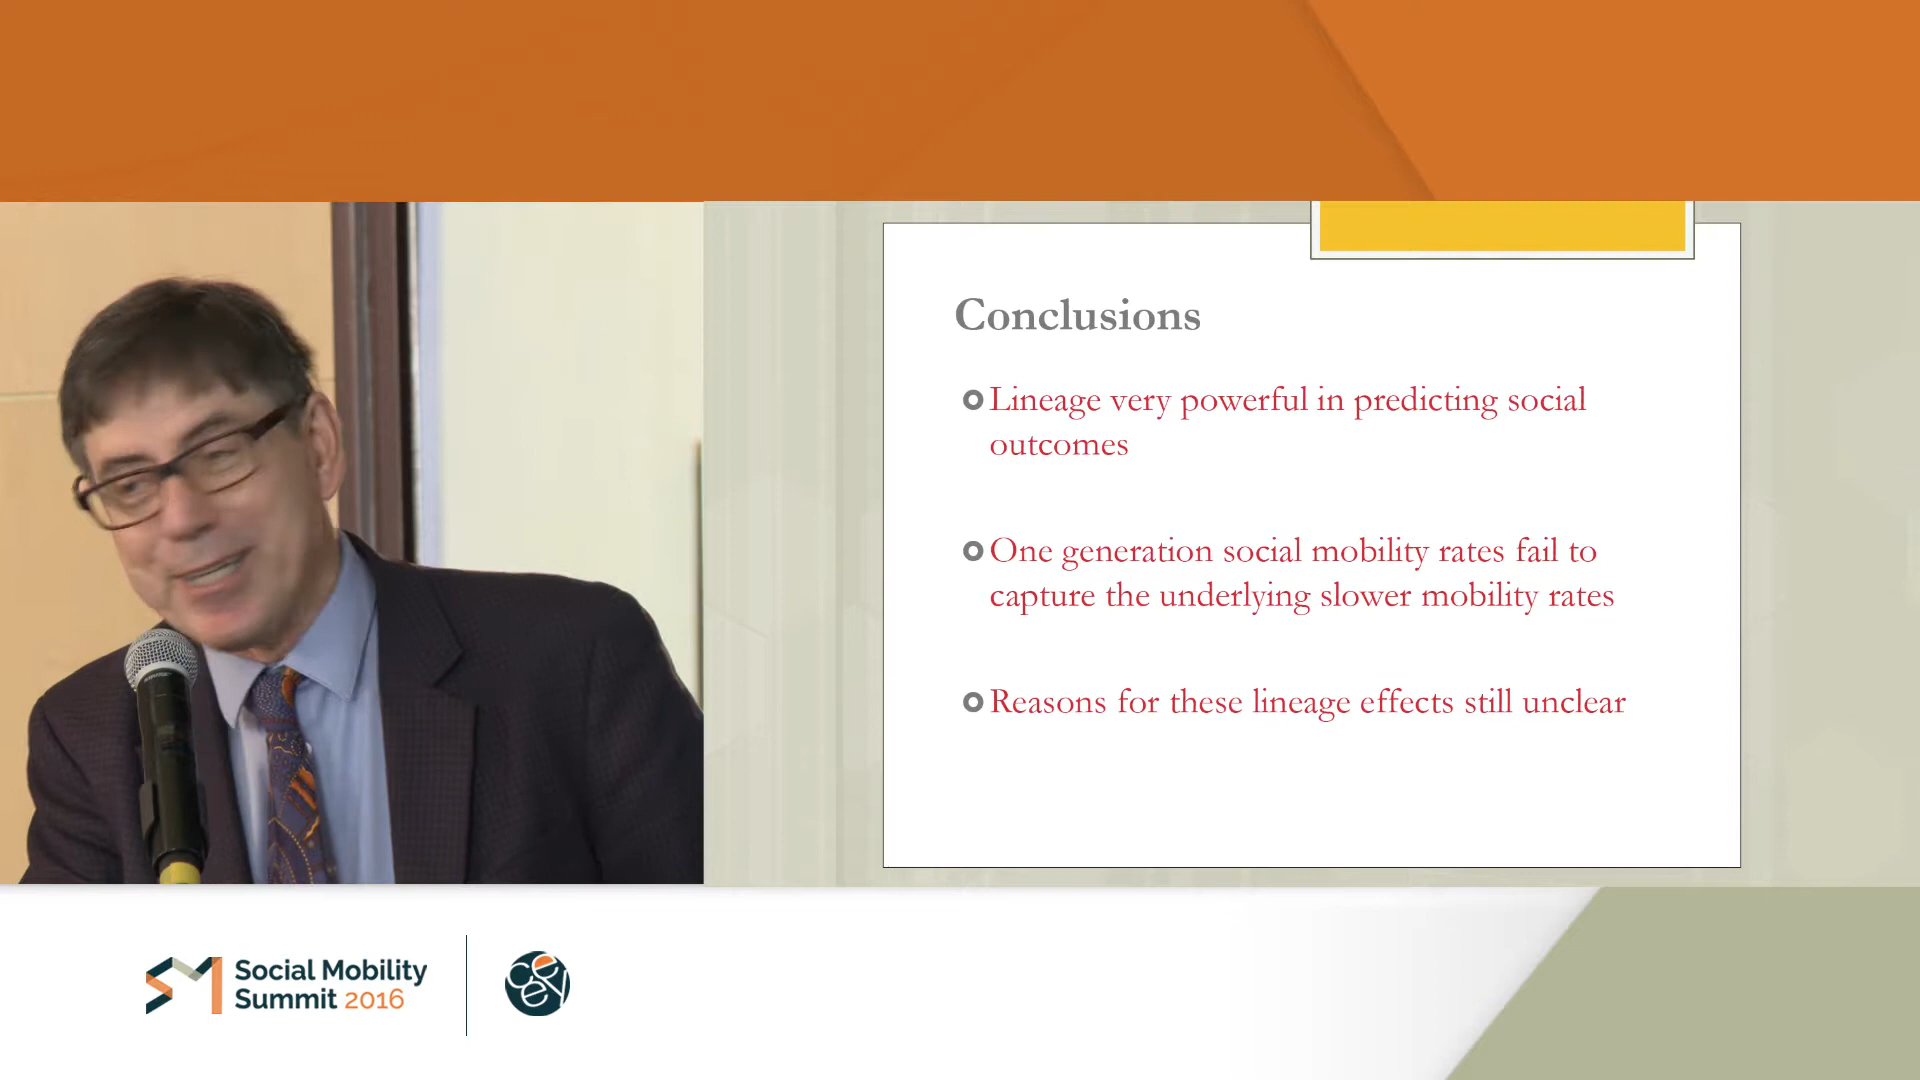 Conclusions
Lineage very powerful in predicting social
outcomes
One generation social mobility rates fail to
capture the underlying slower mobility rates
Reasons for these lineage effects still unclear
Social Mobility
Summit 2016
ceey